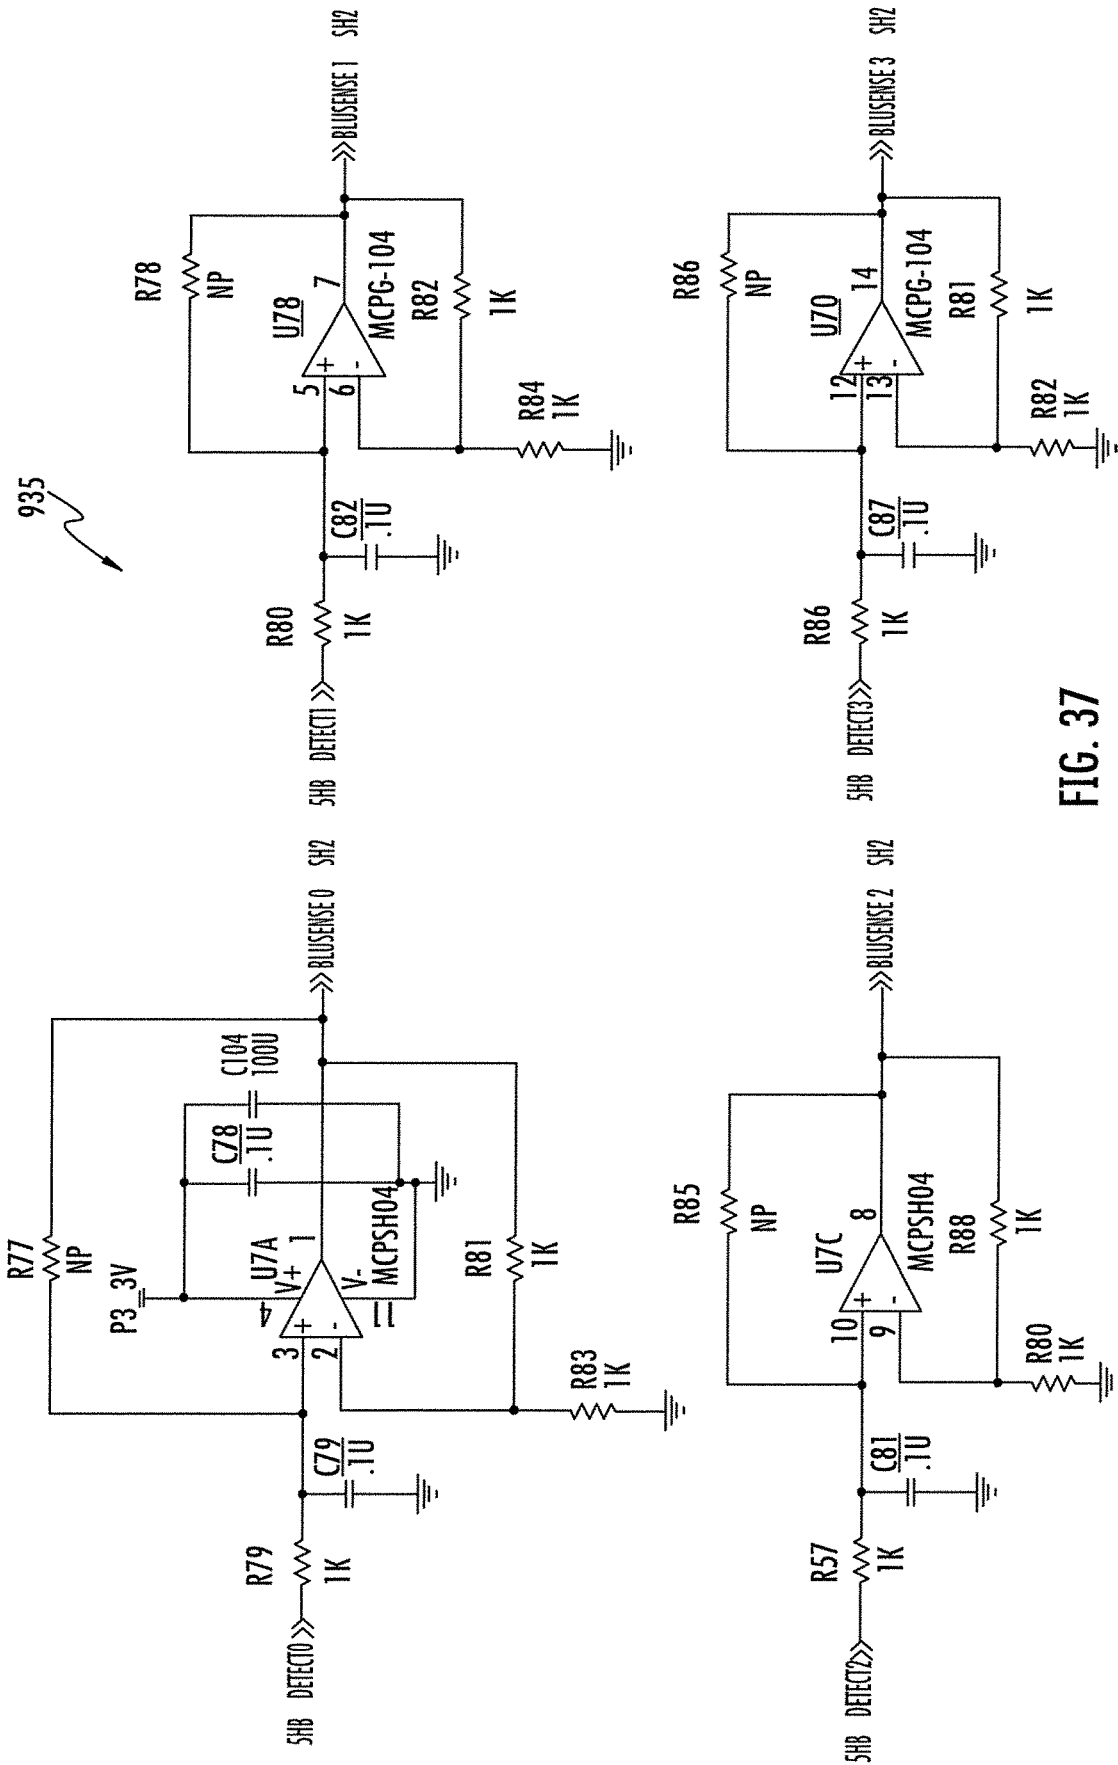 935
R77
NP
P3 3V
C78
.1U
C104
100U
4
V+
U7A
1
3
2
V-
11
MCPSH04
R79
1K
C79
.1U
R81
1K
R83
1K
5HB DETECT0
BLUSENSE 0 SH2
R78
NP
U78
7
5
6
MCPG-104
R80
1K
C82
.1U
R82
1K
R84
1K
5HB DETECT1
BLUSENSE 1 SH2
R85
NP
U7C
8
10
9
MCPSH04
R57
1K
C81
.1U
R88
1K
R80
1K
5HB DETECT2
BLUSENSE 2 SH2
R86
NP
U70
14
12
13
MCPG-104
R86
1K
C87
.1U
R81
1K
R82
1K
5HB DETECT3
BLUSENSE 3 SH2
FIG. 37